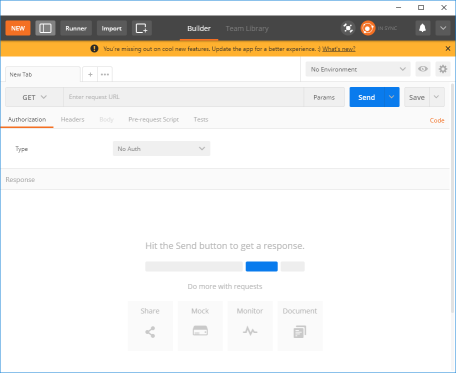 NEW Runner Import Builder Team Library IN SYNC
You're missing out on cool new features. Update the app for a better experience. :) What's new?
New Tab + ••• No Environment
GET Enter request URL Params Send Save
Authorization Headers Body Pre-request Script Tests Code
Type No Auth
Response
Hit the Send button to get a response.
Do more with requests
Share Mock Monitor Document